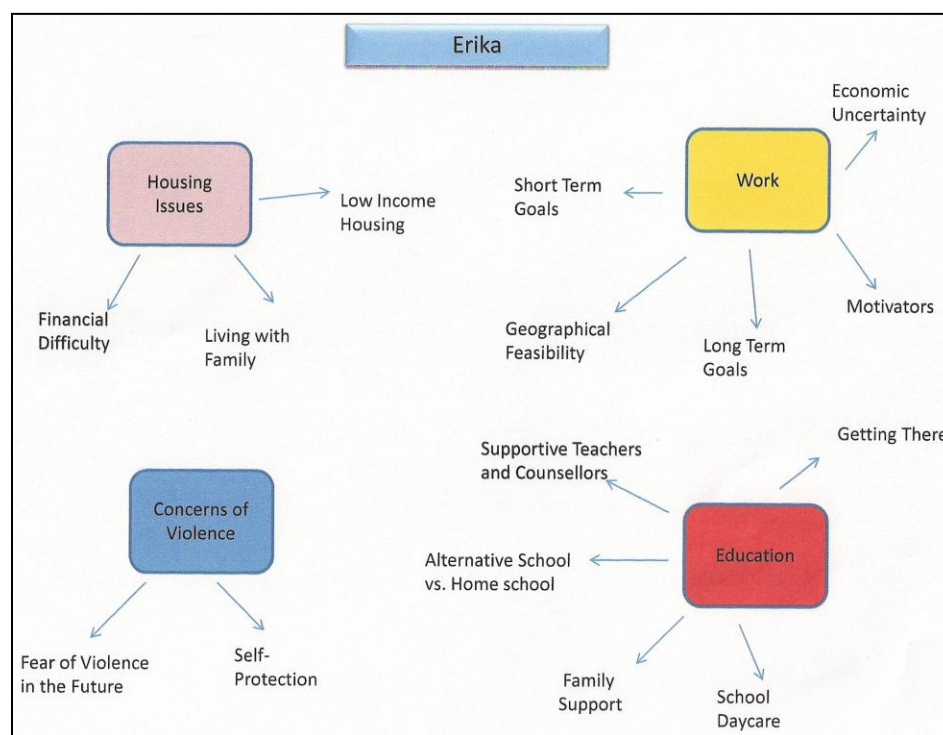 Erika
Housing
Issues
Low Income
Housing
Financial
Difficulty
Living with
Family
Work
Economic
Uncertainty
Short Term
Goals
Geographical
Feasibility
Long Term
Goals
Motivators
Concerns of
Violence
Fear of Violence
in the Future
Self-
Protection
Education
Getting There
Supportive Teachers
and Counsellors
Alternative School
vs. Home school
Family
Support
School
Daycare